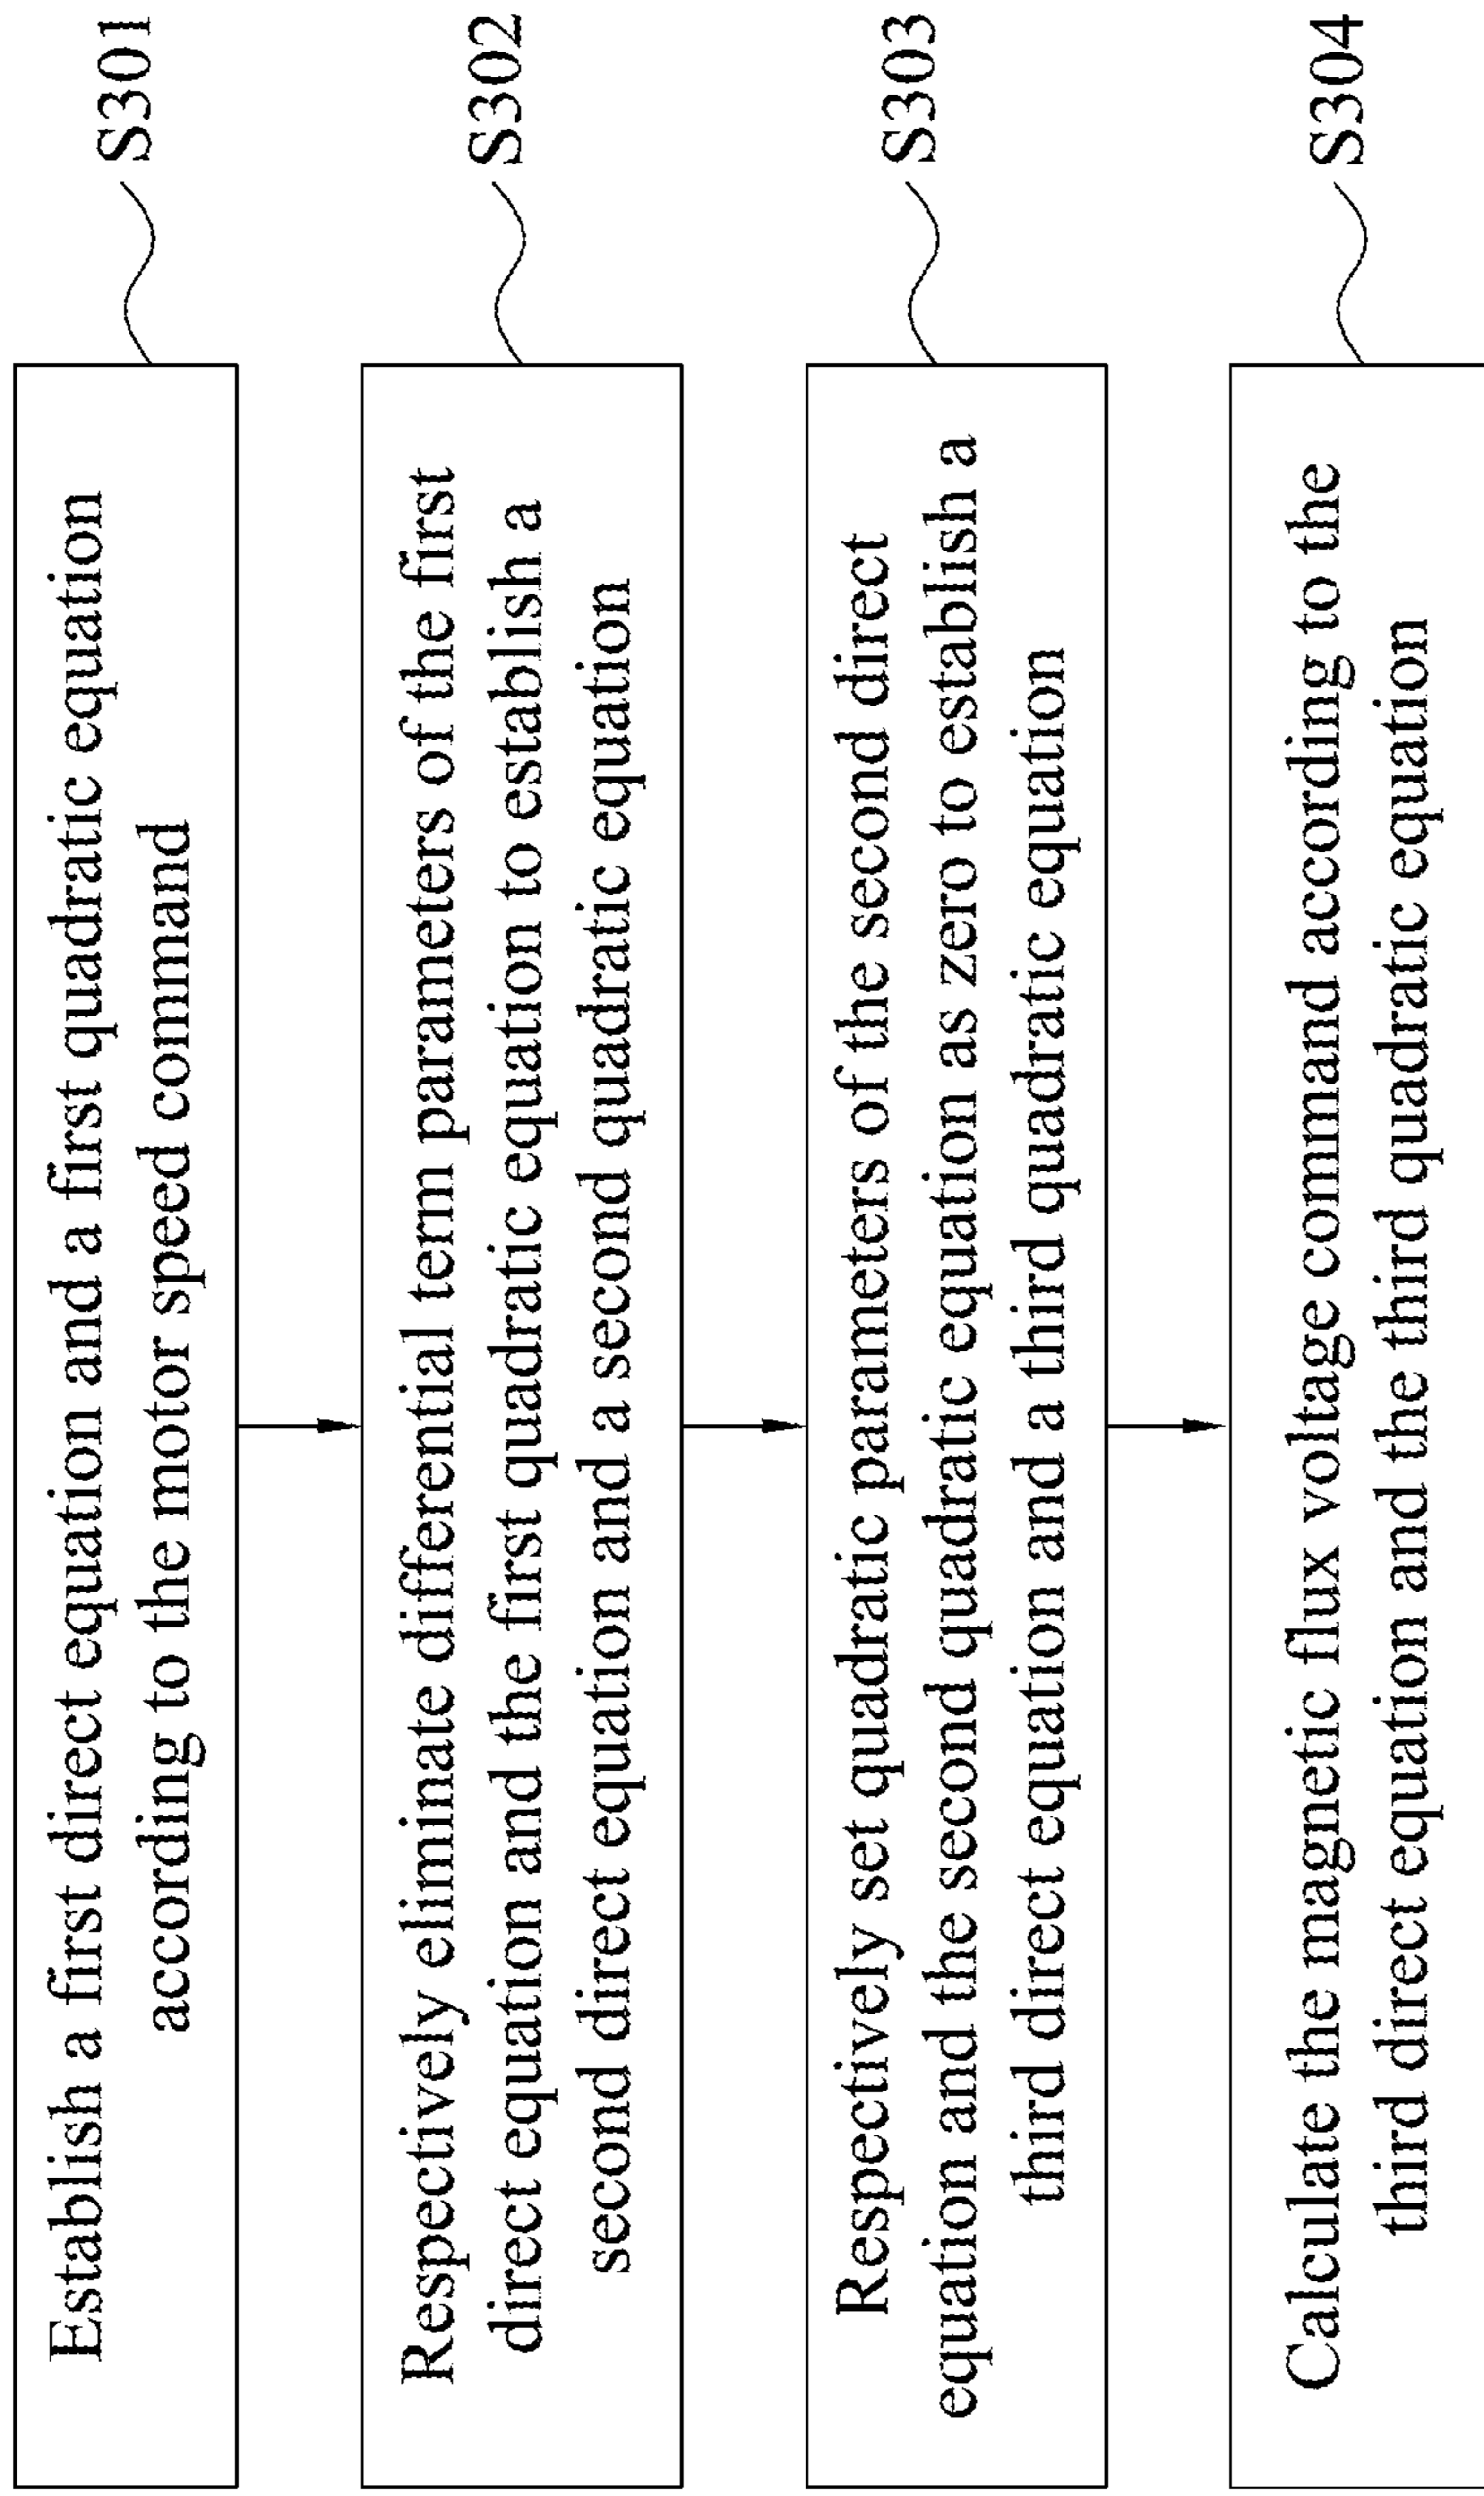 Establish a first direct equation and a first quadratic equation
according to the motor speed command
S301
Respectively eliminate differential term parameters of the first
direct equation and the first quadratic equation to establish a
second direct equation and a second quadratic equation
S302
Respectively set quadratic parameters of the second direct
equation and the second quadratic equation as zero to establish a
third direct equation and a third quadratic equation
S303
Calculate the magnetic flux voltage command according to the
third direct equation and the third quadratic equation
S304